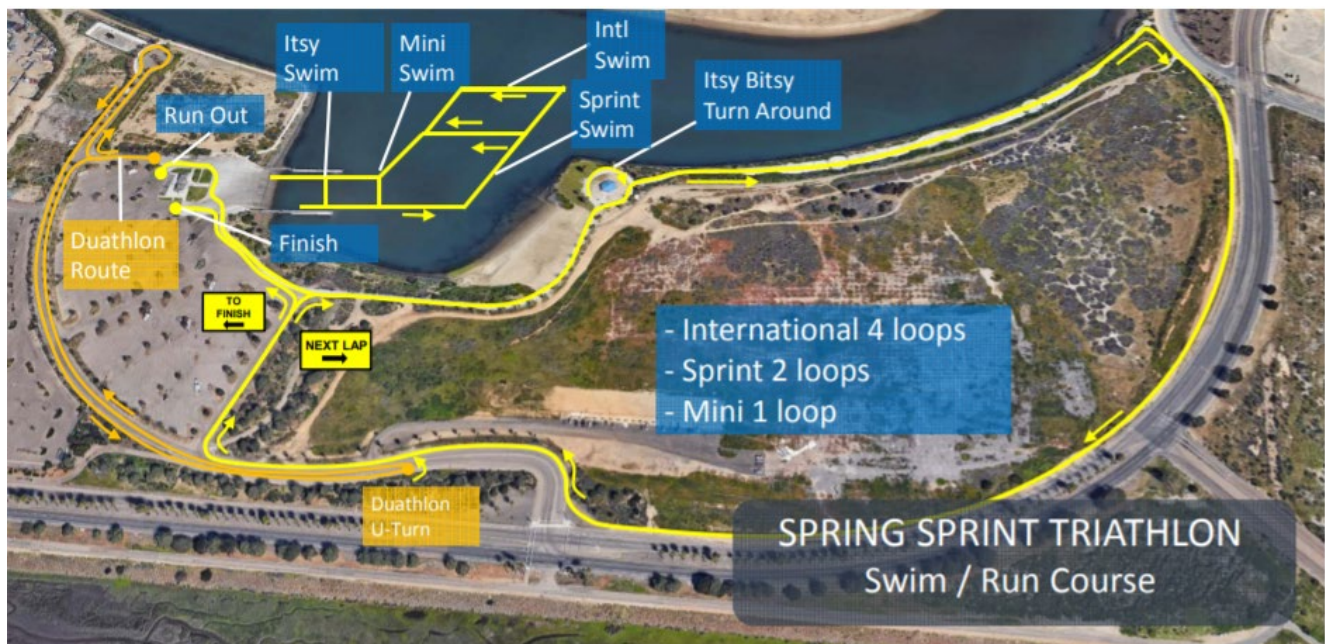 Itsy
Swim
Mini
Swim
Intl
Swim
Sprint
Swim
Itsy Bitsy
Turn Around
Run Out
Duathlon
Route
Finish
TO
FINISH
NEXT LAP
- International 4 loops
- Sprint 2 loops
- Mini 1 loop
Duathlon
U-Turn
SPRING SPRINT TRIATHLON
Swim / Run Course